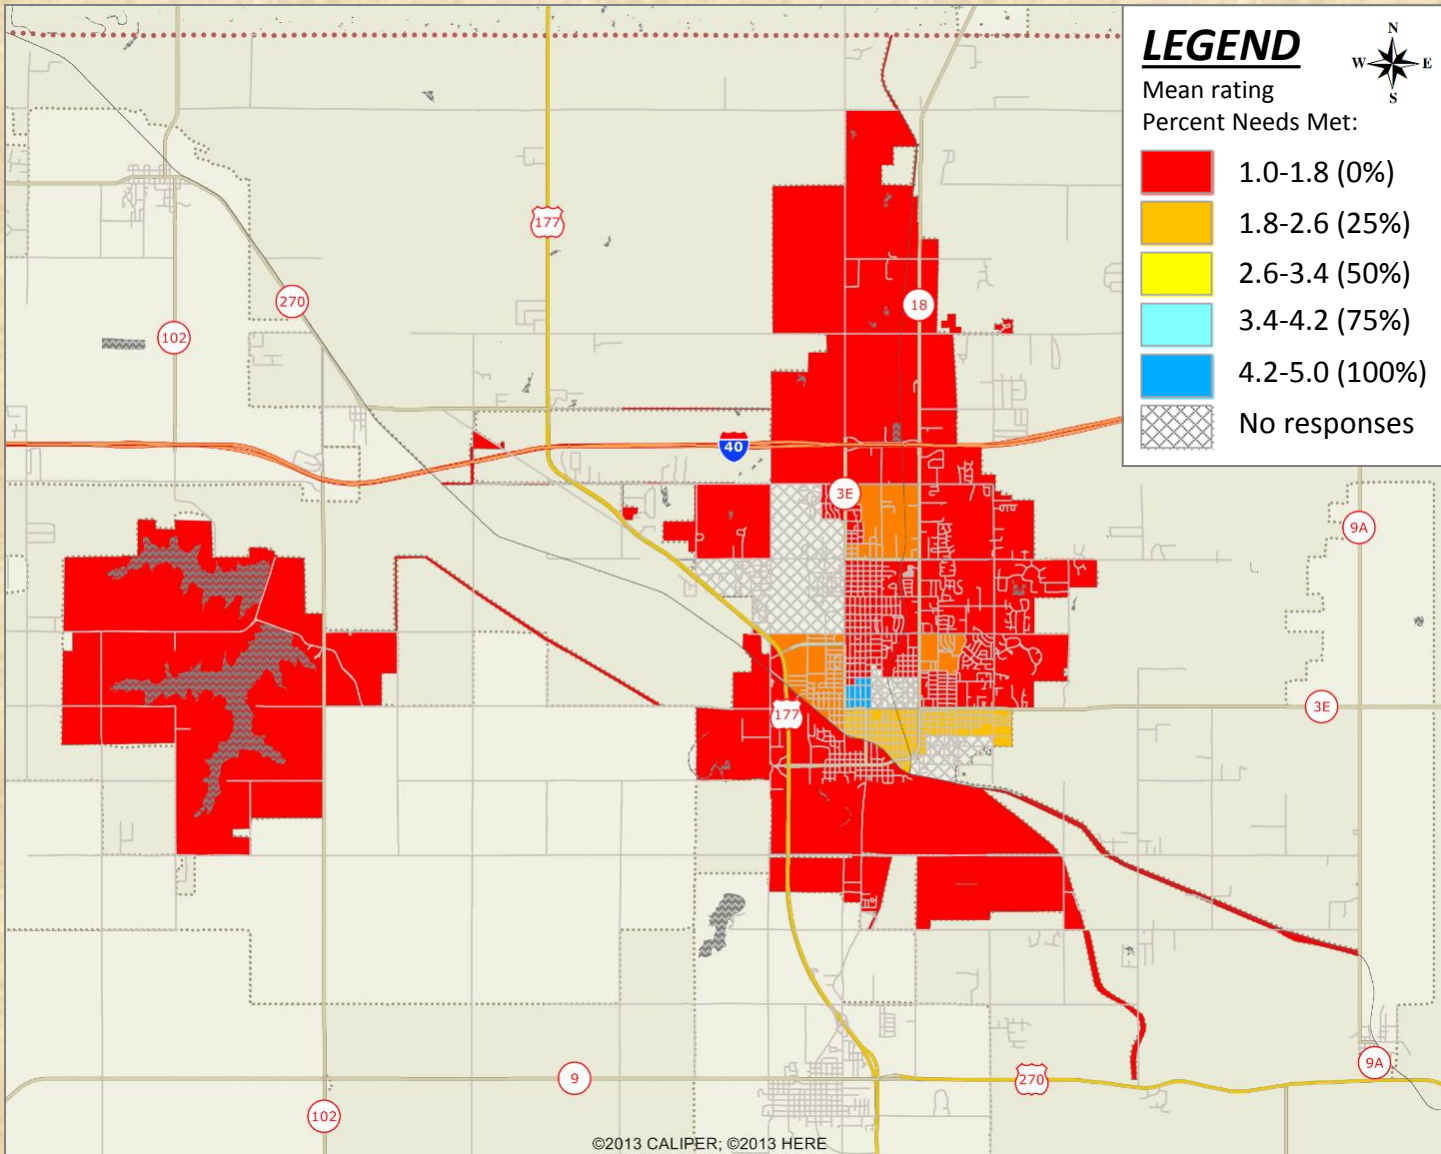 LEGEND
N
W E
S
Mean rating
Percent Needs Met:
1.0-1.8 (0%)
1.8-2.6 (25%)
2.6-3.4 (50%)
3.4-4.2 (75%)
4.2-5.0 (100%)
No responses
177
270
18
102
40
3E
9A
3E
177
9
270
9A
102
©2013 CALIPER; ©2013 HERE